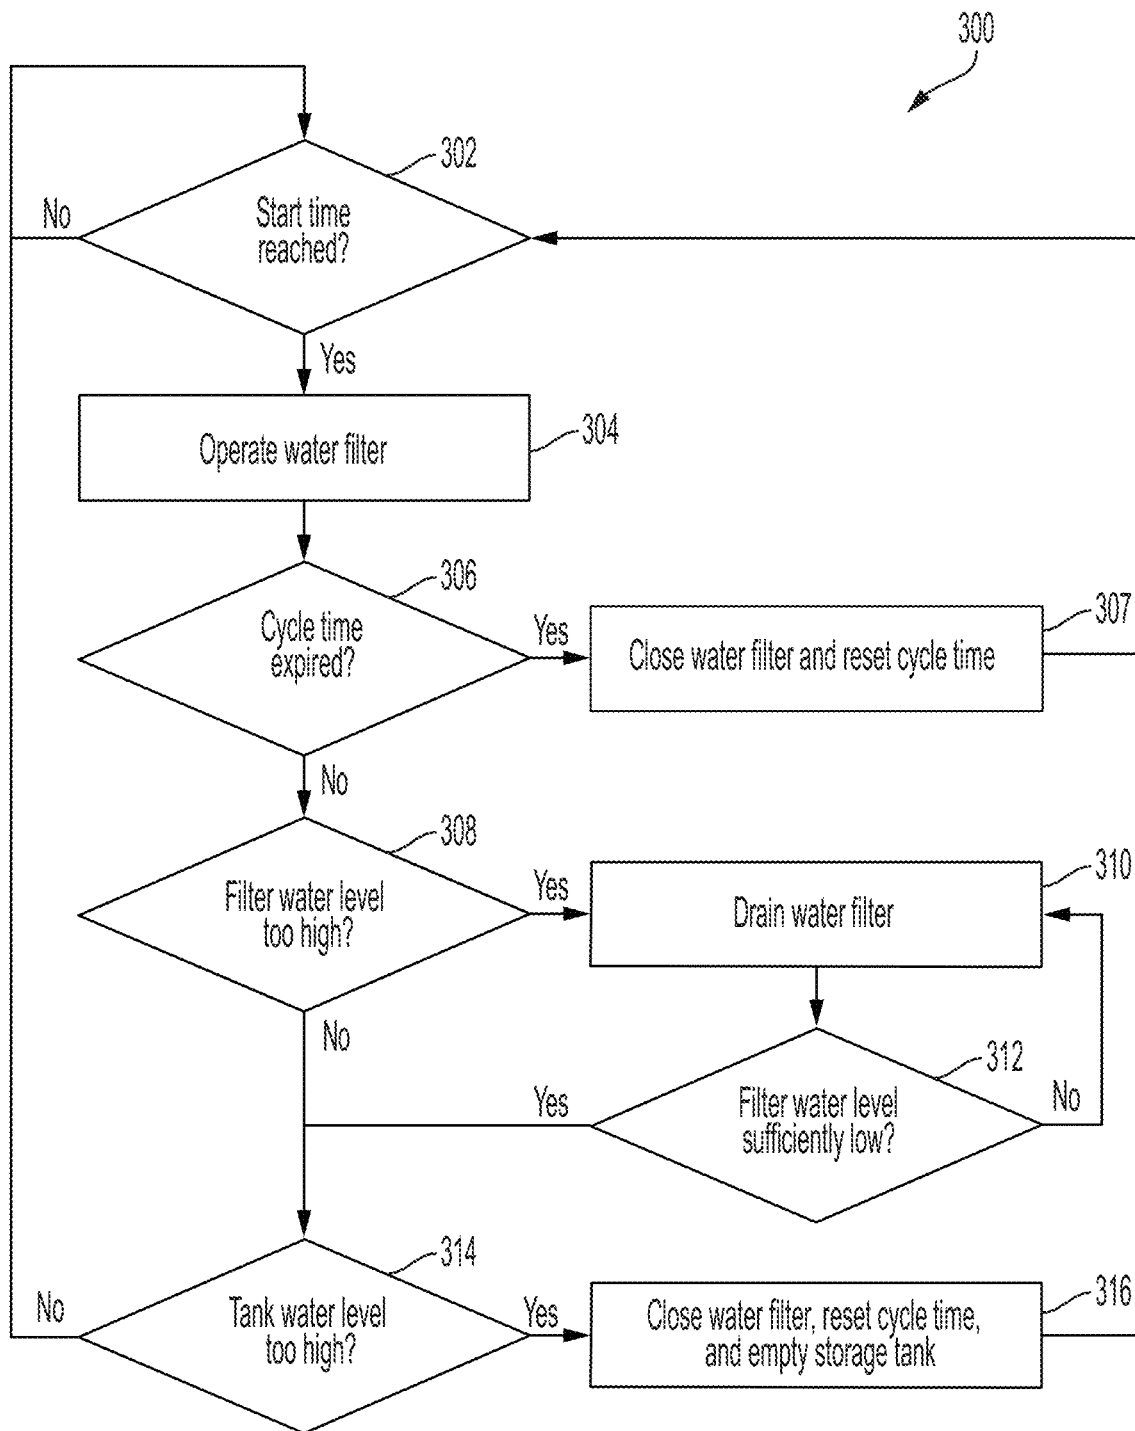 300
302
No
Start time
reached?
Yes
Operate water filter
304
306
Cycle time
expired?
Yes
Close water filter and reset cycle time
307
No
308
Filter water level
too high?
Yes
Drain water filter
310
No
312
Filter water level
sufficiently low?
Yes
No
314
No
Tank water level
too high?
Yes
Close water filter, reset cycle time,
and empty storage tank
316